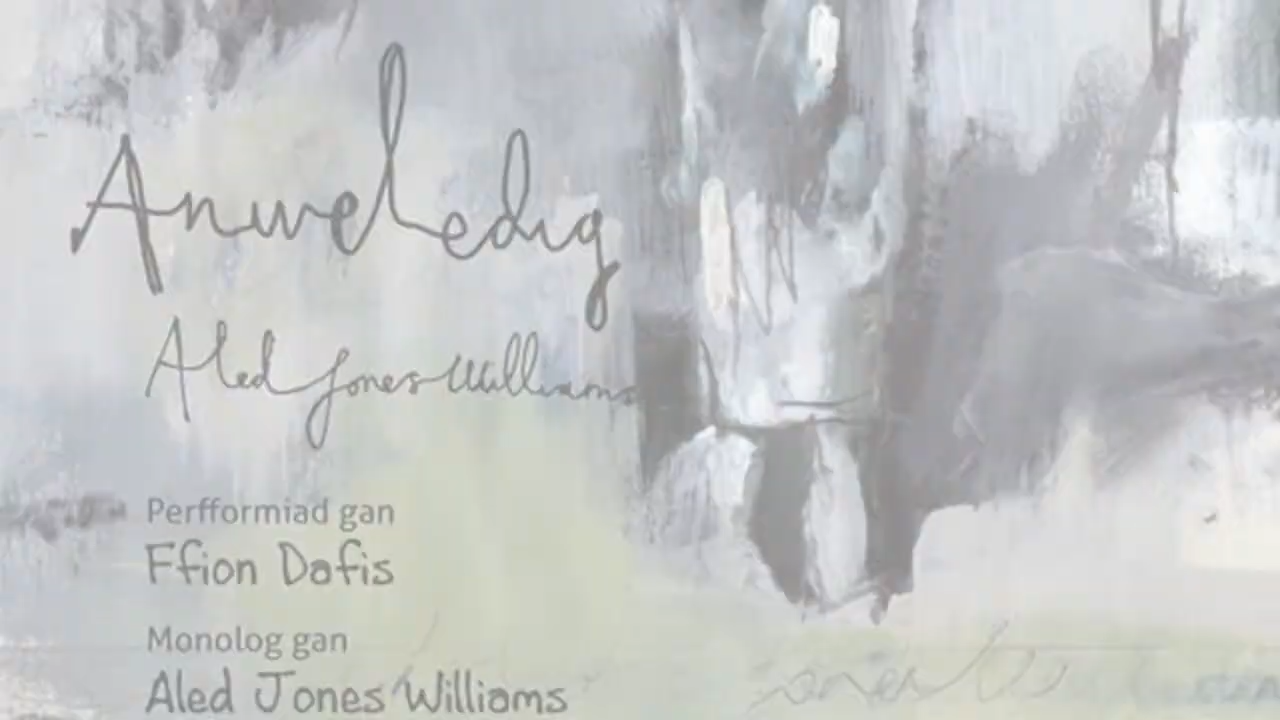 Anweledig
Aled Jones Williams
Perfformiad gan
Ffion Dafis
Monolog gan
Aled Jones Williams